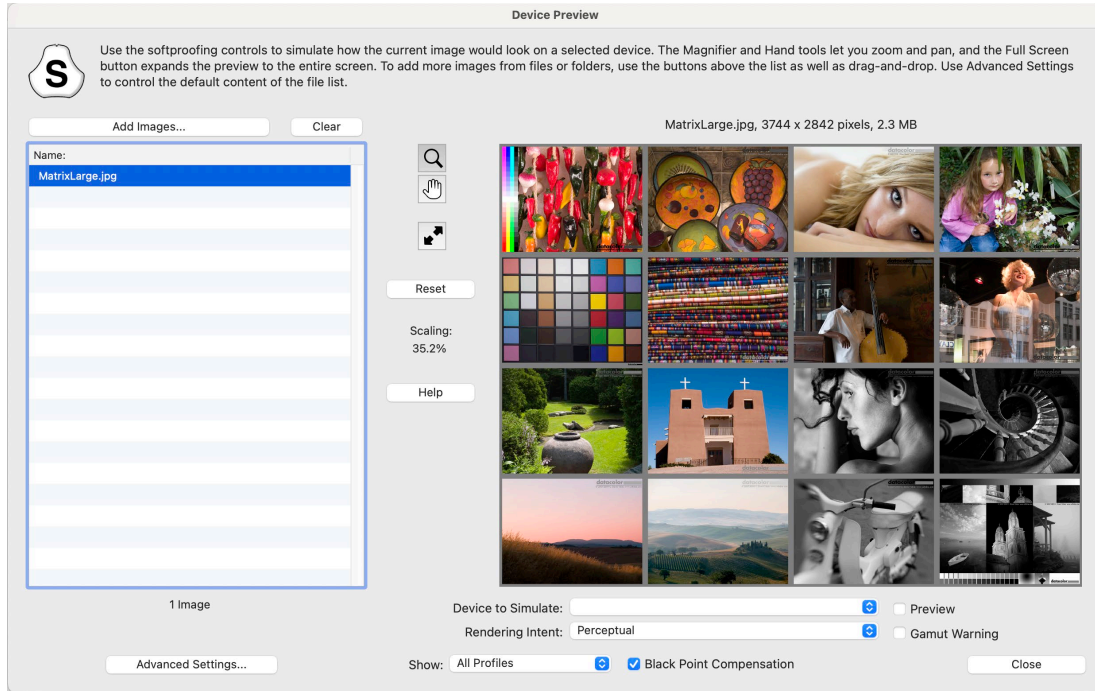 Device Preview
S
Use the softproofing controls to simulate how the current image would look on a selected device. The Magnifier and Hand tools let you zoom and pan, and the Full Screen
button expands the preview to the entire screen. To add more images from files or folders, use the buttons above the list as well as drag-and-drop. Use Advanced Settings
to control the default content of the file list.
Add Images...
Clear
MatrixLarge.jpg, 3744 x 2842 pixels, 2.3 MB
Name:
MatrixLarge.jpg
Reset
Scaling:
35.2%
Help
1 Image
Device to Simulate:
Preview
Rendering Intent:
Perceptual
Gamut Warning
Advanced Settings...
Show:
All Profiles
Black Point Compensation
Close